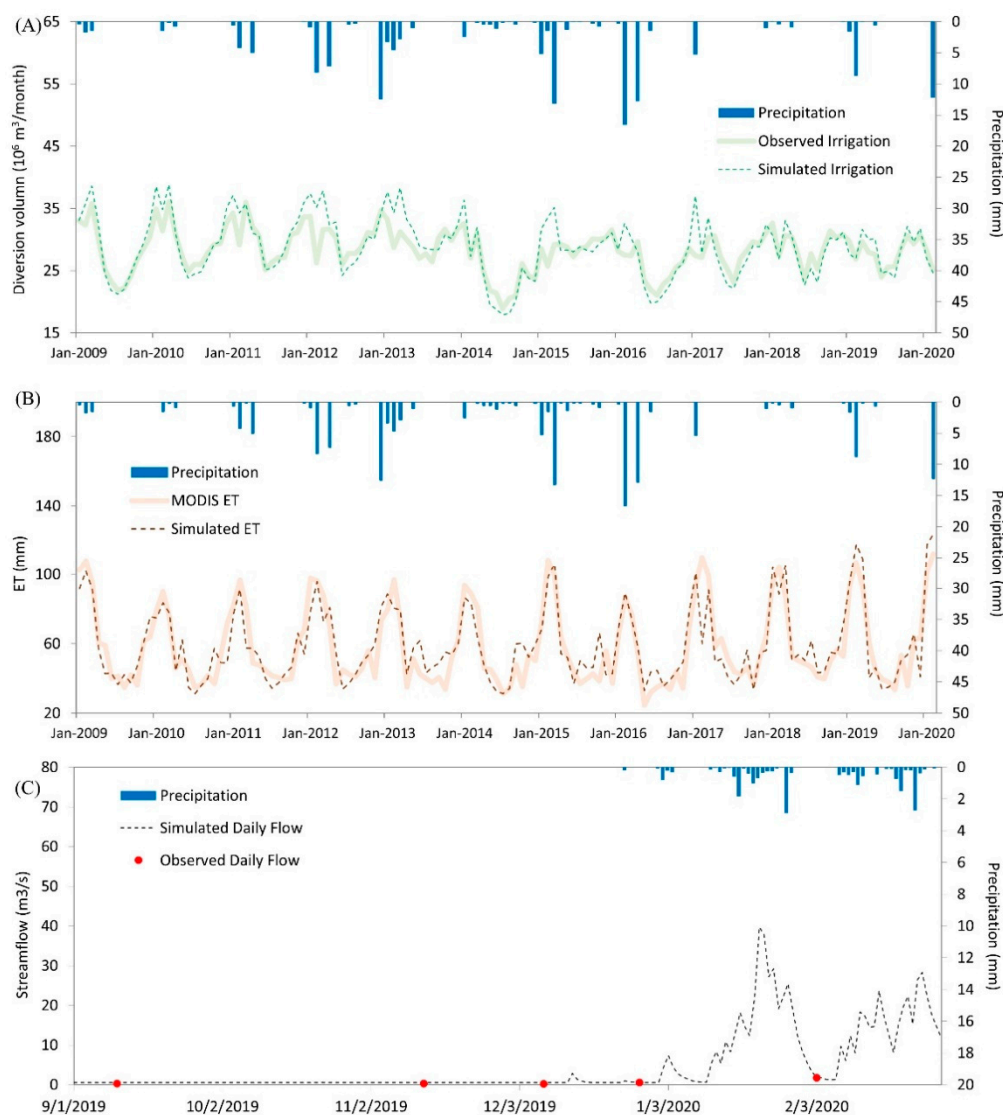 (A)
65
55
45
35
25
15
Diversion volumn (10⁶ m³/month)
Precipitation
Observed Irrigation
Simulated Irrigation
0
5
10
15
20
25
30
35
40
45
50
Precipitation (mm)
Jan-2009 Jan-2010 Jan-2011 Jan-2012 Jan-2013 Jan-2014 Jan-2015 Jan-2016 Jan-2017 Jan-2018 Jan-2019 Jan-2020
(B)
180
140
100
60
20
ET (mm)
Precipitation
MODIS ET
Simulated ET
0
5
10
15
20
25
30
35
40
45
50
Precipitation (mm)
Jan-2009 Jan-2010 Jan-2011 Jan-2012 Jan-2013 Jan-2014 Jan-2015 Jan-2016 Jan-2017 Jan-2018 Jan-2019 Jan-2020
(C)
80
70
60
50
40
30
20
10
0
Streamflow (m3/s)
Precipitation
Simulated Daily Flow
Observed Daily Flow
0
2
4
6
8
10
12
14
16
18
20
Precipitation (mm)
9/1/2019 10/2/2019 11/2/2019 12/3/2019 1/3/2020 2/3/2020